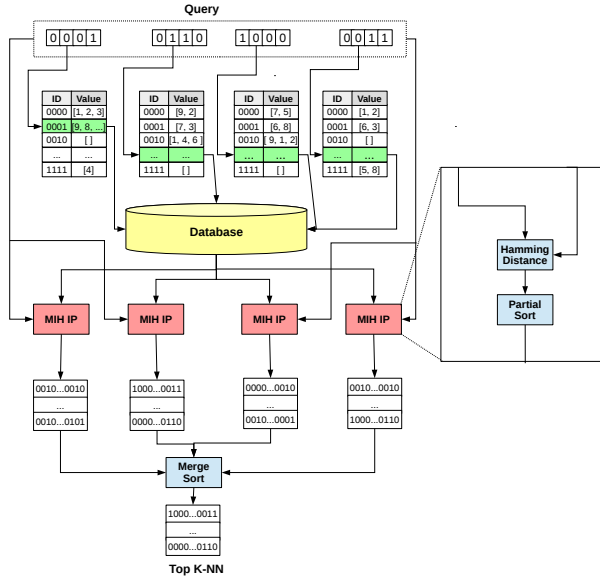 Query
0 0 0 1 0 1 1 0 1 0 0 0 0 0 1 1
ID Value ID Value ID Value ID Value
0000 [1, 2, 3] 0000 [9, 2] 0000 [7, 5] 0000 [1, 2]
0001 [9, 8, ...] 0001 [7, 3] 0001 [6, 8] 0001 [6, 3]
0010 [ ] 0010 [1, 4, 6 ] 0010 [ 9, 1, 2] 0010 [ ]
... ... ... ... ... ... ... ...
1111 [4] 1111 [ ] 1111 [ ] 1111 [5, 8]
Database
Hamming
Distance
Partial
Sort
MIH IP MIH IP MIH IP MIH IP
0010...0010 1000...0011 0000...0010 0010...0010
... ... ... ...
0010...0101 0000...0110 0010...0001 1000...0110
Merge
Sort
1000...0011
...
0000...0110
Top K-NN